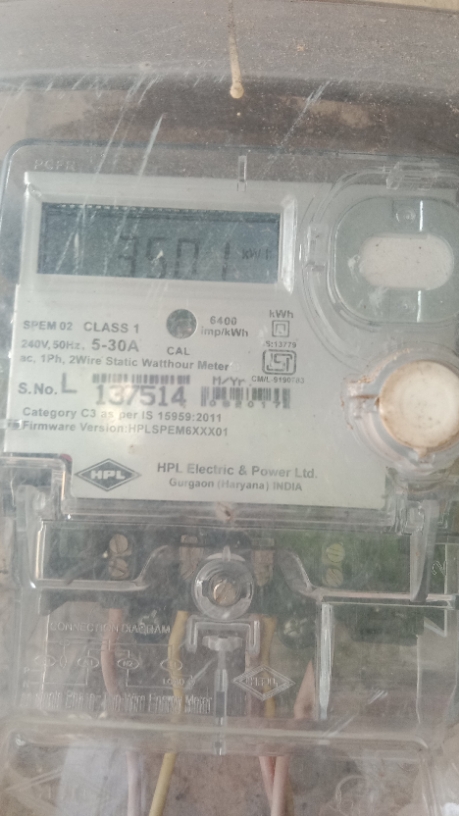 3501 kWh
SPEM 02 CLASS 1
6400 imp/kWh
kWh
240V, 50Hz, 5-30A
CAL
ac, 1Ph, 2Wire Static Watthour Meter
S.No. L 137514
M/Yr
Category C3 as per IS 15959:2011
Firmware Version:HPLSPEM6XXX01
HPL
HPL Electric & Power Ltd.
Gurgaon (Haryana) INDIA
CONNECTION DIAGRAM